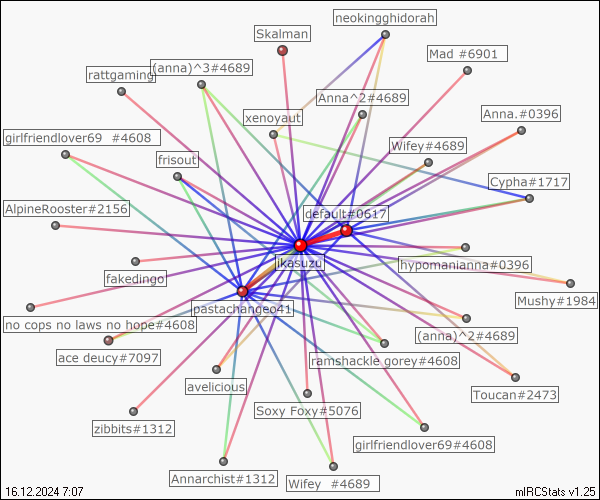 neokingghidorah
Skalman
Mad #6901
rattgaming
(anna)^3#4689
Anna^2#4689
xenoyaut
Anna.#0396
girlfriendlover69 #4608
frisout
Wifey#4689
Cypha#1717
AlpineRooster#2156
default#0617
jkasuzu
hypomanianna#0396
fakedingo
Mushy#1984
pastachangeo41
no cops no laws no hope#4608
(anna)^2#4689
ace deucy#7097
ramshackle gorey#4608
avelicious
Toucan#2473
Soxy Foxy#5076
zibbits#1312
girlfriendlover69#4608
Annarchist#1312
Wifey #4689
16.12.2024 7:07
mIRCStats v1.25